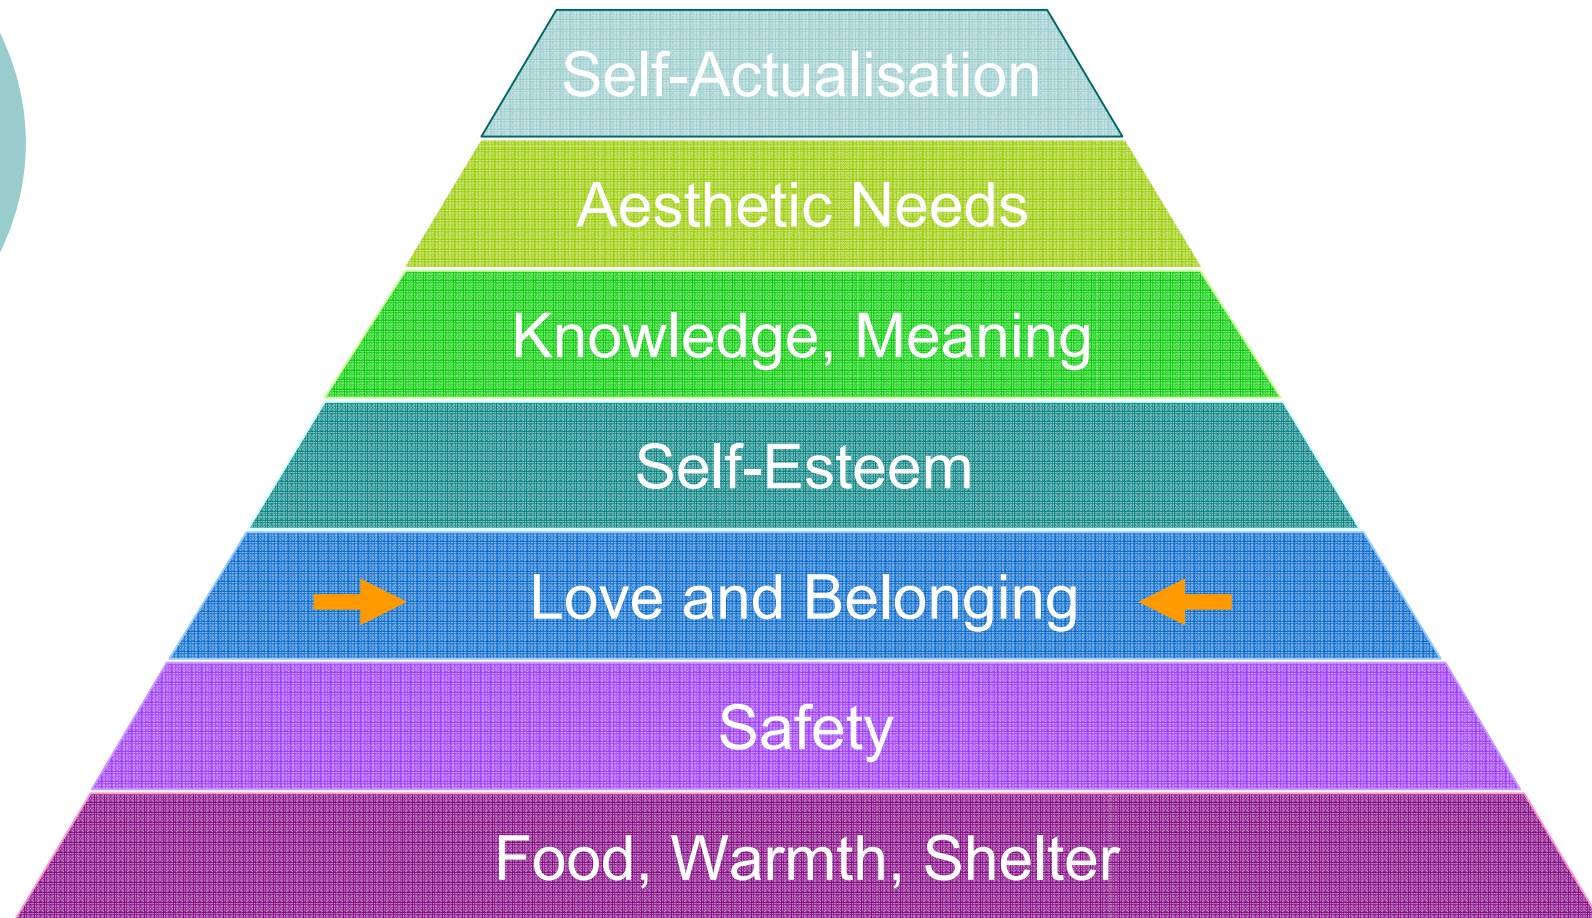 Self-Actualisation
Aesthetic Needs
Knowledge, Meaning
Self-Esteem
Love and Belonging
Safety
Food, Warmth, Shelter